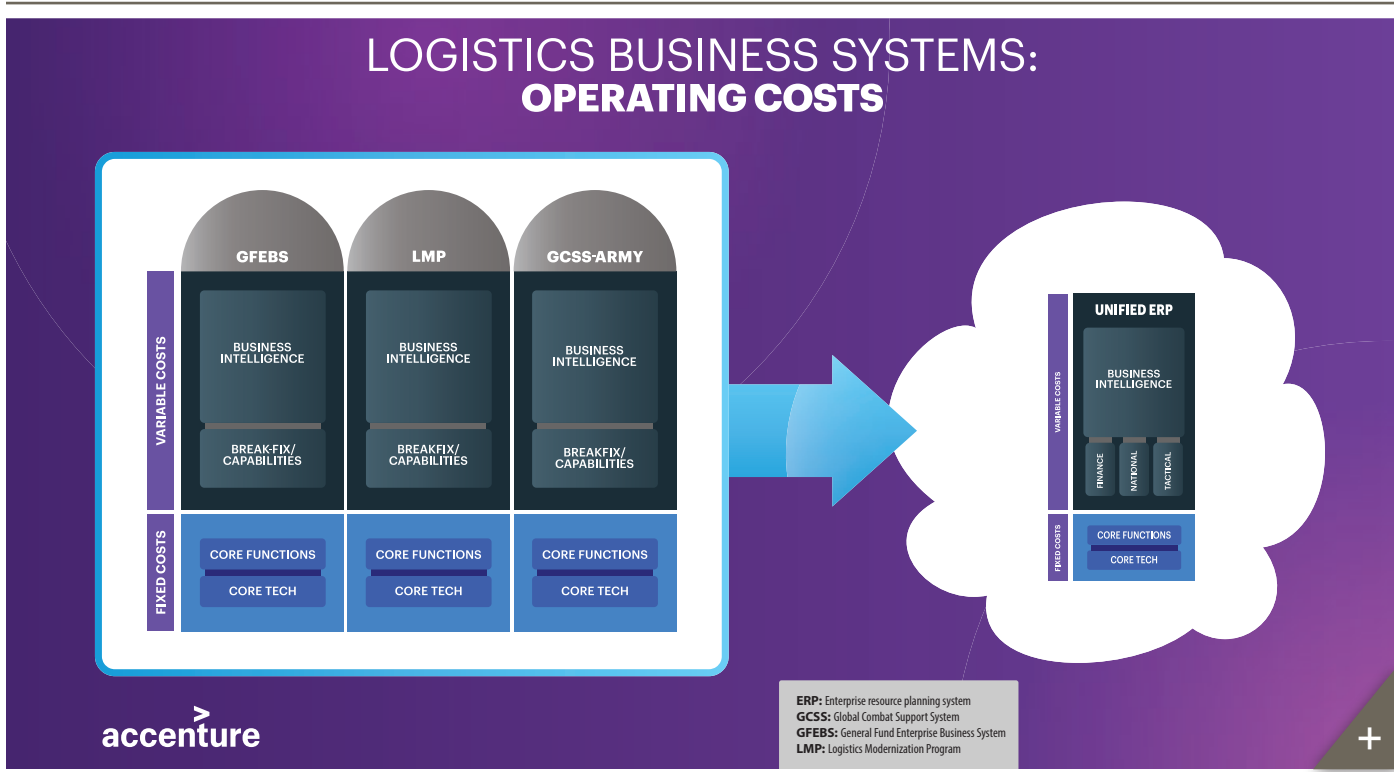 LOGISTICS BUSINESS SYSTEMS:
OPERATING COSTS
GFEBS
LMP
GCSS-ARMY
VARIABLE COSTS
BUSINESS
INTELLIGENCE
BUSINESS
INTELLIGENCE
BUSINESS
INTELLIGENCE
BREAK-FIX/
CAPABILITIES
BREAKFIX/
CAPABILITIES
BREAKFIX/
CAPABILITIES
FIXED COSTS
CORE FUNCTIONS
CORE FUNCTIONS
CORE FUNCTIONS
CORE TECH
CORE TECH
CORE TECH
UNIFIED ERP
VARIABLE COSTS
BUSINESS
INTELLIGENCE
FINANCE
NATIONAL
TACTICAL
FIXED COSTS
CORE FUNCTIONS
CORE TECH
accenture
ERP: Enterprise resource planning system
GCSS: Global Combat Support System
GFEBS: General Fund Enterprise Business System
LMP: Logistics Modernization Program
+